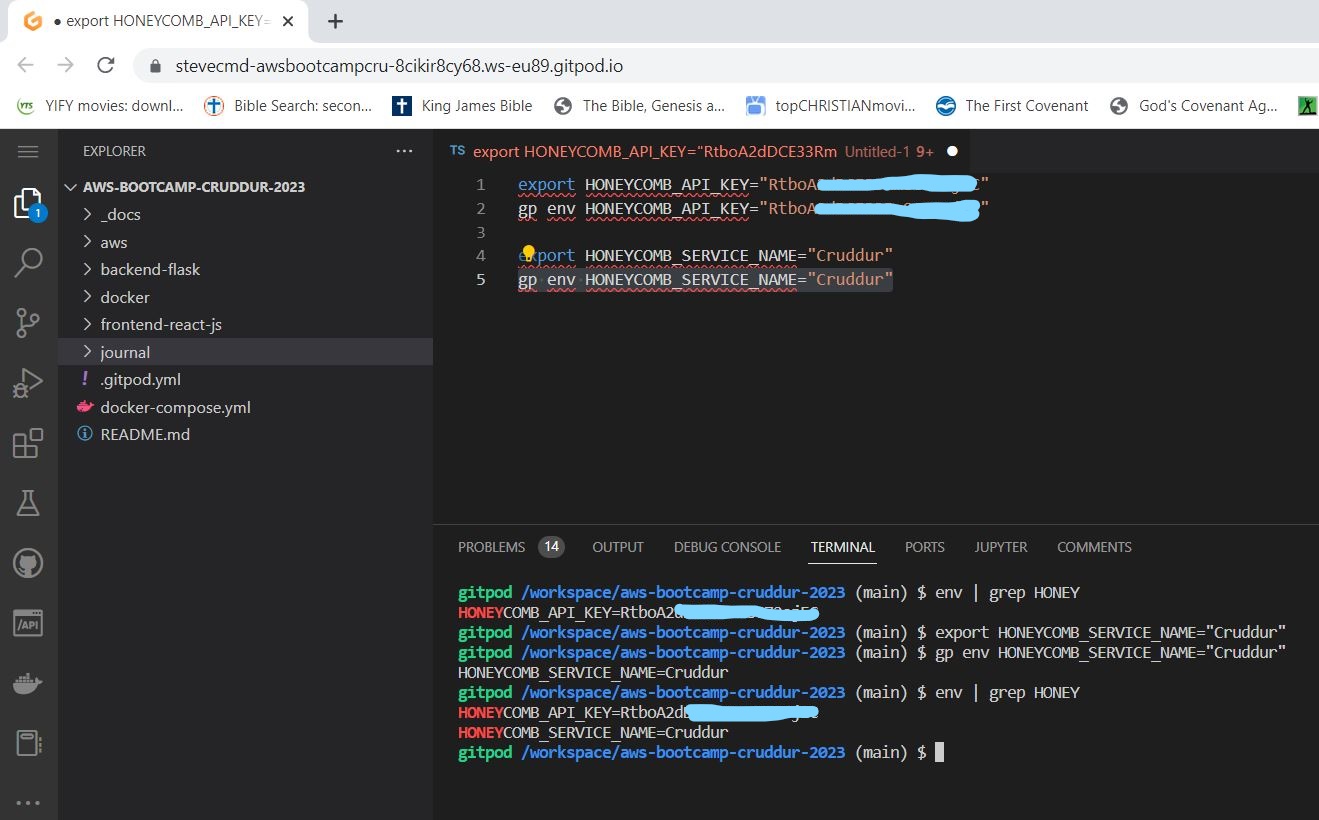 ● export HONEYCOMB_API_KEY=
stevecmd-awsbootcampcru-8cikir8cy68.ws-eu89.gitpod.io
YTS YIFY movies: downl... Bible Search: secon... King James Bible The Bible, Genesis a... topCHRISTIANmovi... The First Covenant God's Covenant Ag...
EXPLORER
TS export HONEYCOMB_API_KEY="RtboA2dDCE33Rm Untitled-1 9+
AWS-BOOTCAMP-CRUDDUR-2023
_docs
aws
backend-flask
docker
frontend-react-js
journal
! .gitpod.yml
docker-compose.yml
README.md
1
/API
1 export HONEYCOMB_API_KEY="RtboA "
2 gp env HONEYCOMB_API_KEY="RtboA "
3
4 export HONEYCOMB_SERVICE_NAME="Cruddur"
5 gp env HONEYCOMB_SERVICE_NAME="Cruddur"
PROBLEMS 14 OUTPUT DEBUG CONSOLE TERMINAL PORTS JUPYTER COMMENTS
gitpod /workspace/aws-bootcamp-cruddur-2023 (main) $ env | grep HONEY
HONEYCOMB_API_KEY=RtboA2
gitpod /workspace/aws-bootcamp-cruddur-2023 (main) $ export HONEYCOMB_SERVICE_NAME="Cruddur"
gitpod /workspace/aws-bootcamp-cruddur-2023 (main) $ gp env HONEYCOMB_SERVICE_NAME="Cruddur"
HONEYCOMB_SERVICE_NAME=Cruddur
gitpod /workspace/aws-bootcamp-cruddur-2023 (main) $ env | grep HONEY
HONEYCOMB_API_KEY=RtboA2d
HONEYCOMB_SERVICE_NAME=Cruddur
gitpod /workspace/aws-bootcamp-cruddur-2023 (main) $